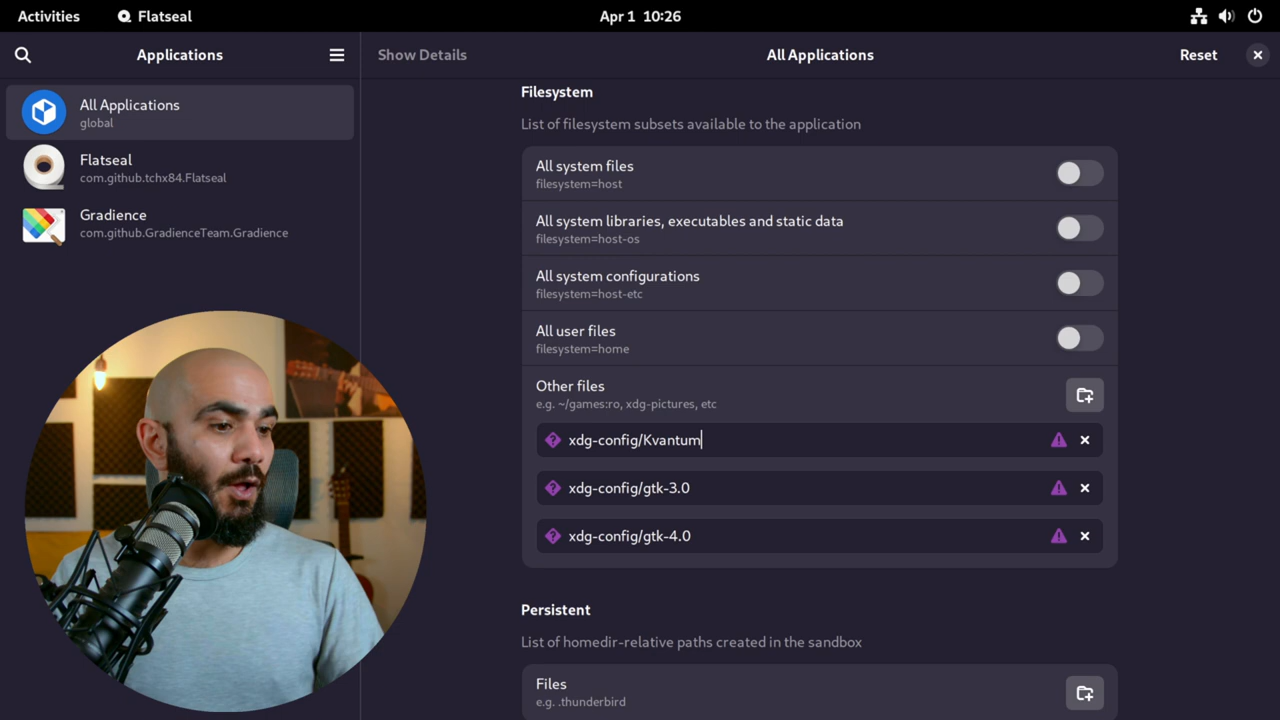 Activities
Flatseal
Apr 1 10:26
Applications
Show Details
All Applications
Reset
All Applications
global
Flatseal
com.github.tchx84.Flatseal
Gradience
com.github.GradienceTeam.Gradience
Filesystem
List of filesystem subsets available to the application
All system files
filesystem=host
All system libraries, executables and static data
filesystem=host-os
All system configurations
filesystem=host-etc
All user files
filesystem=home
Other files
e.g. ~/games:ro, xdg-pictures, etc
xdg-config/Kvantum
xdg-config/gtk-3.0
xdg-config/gtk-4.0
Persistent
List of homedir-relative paths created in the sandbox
Files
e.g. .thunderbird